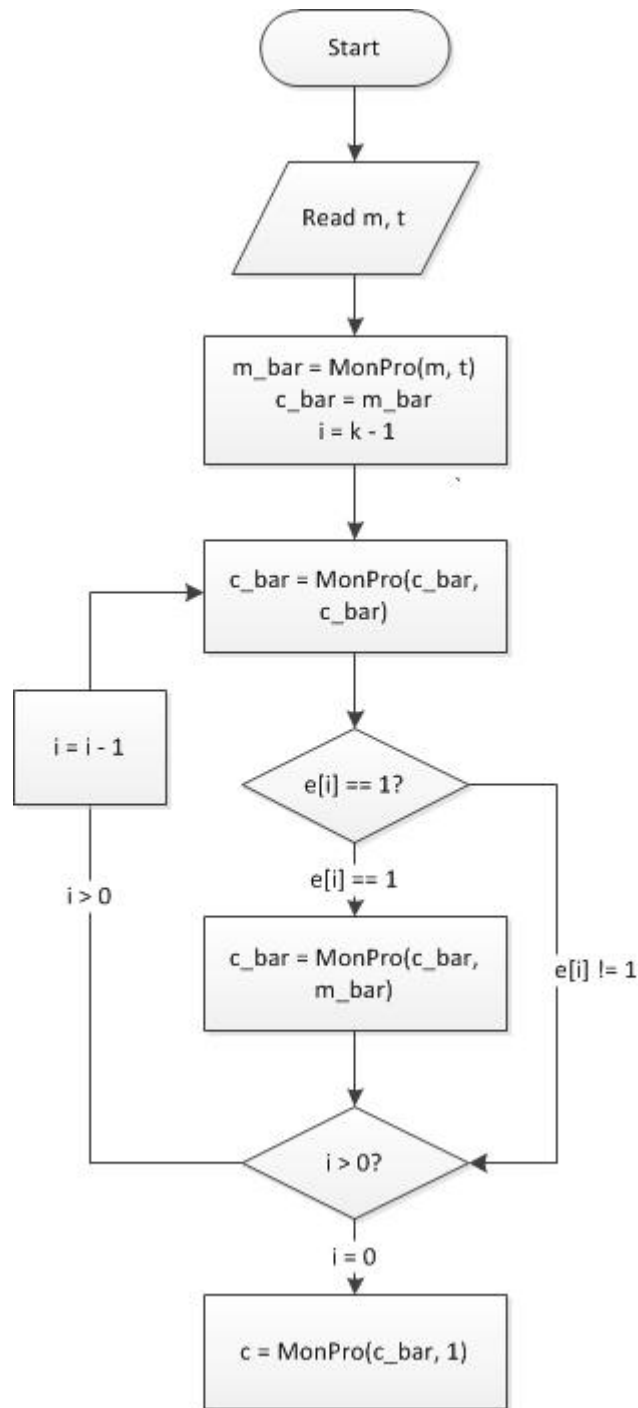 Start
Read m, t
m_bar = MonPro(m, t)
c_bar = m_bar
i = k - 1
`
c_bar = MonPro(c_bar,
c_bar)
i = i - 1
e[i] == 1?
e[i] == 1
i > 0
c_bar = MonPro(c_bar,
m_bar)
e[i] != 1
i > 0?
i = 0
c = MonPro(c_bar, 1)